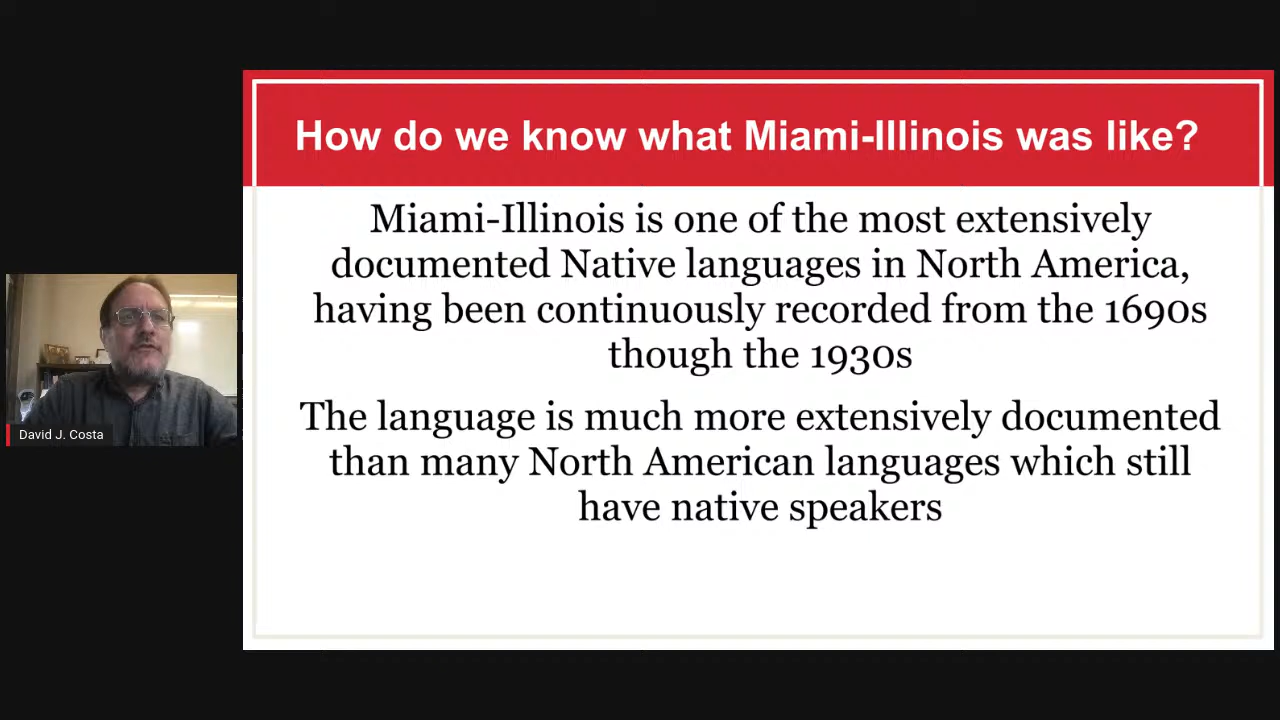 How do we know what Miami-Illinois was like?
Miami-Illinois is one of the most extensively
documented Native languages in North America,
having been continuously recorded from the 1690s
though the 1930s
The language is much more extensively documented
than many North American languages which still
have native speakers
David J. Costa